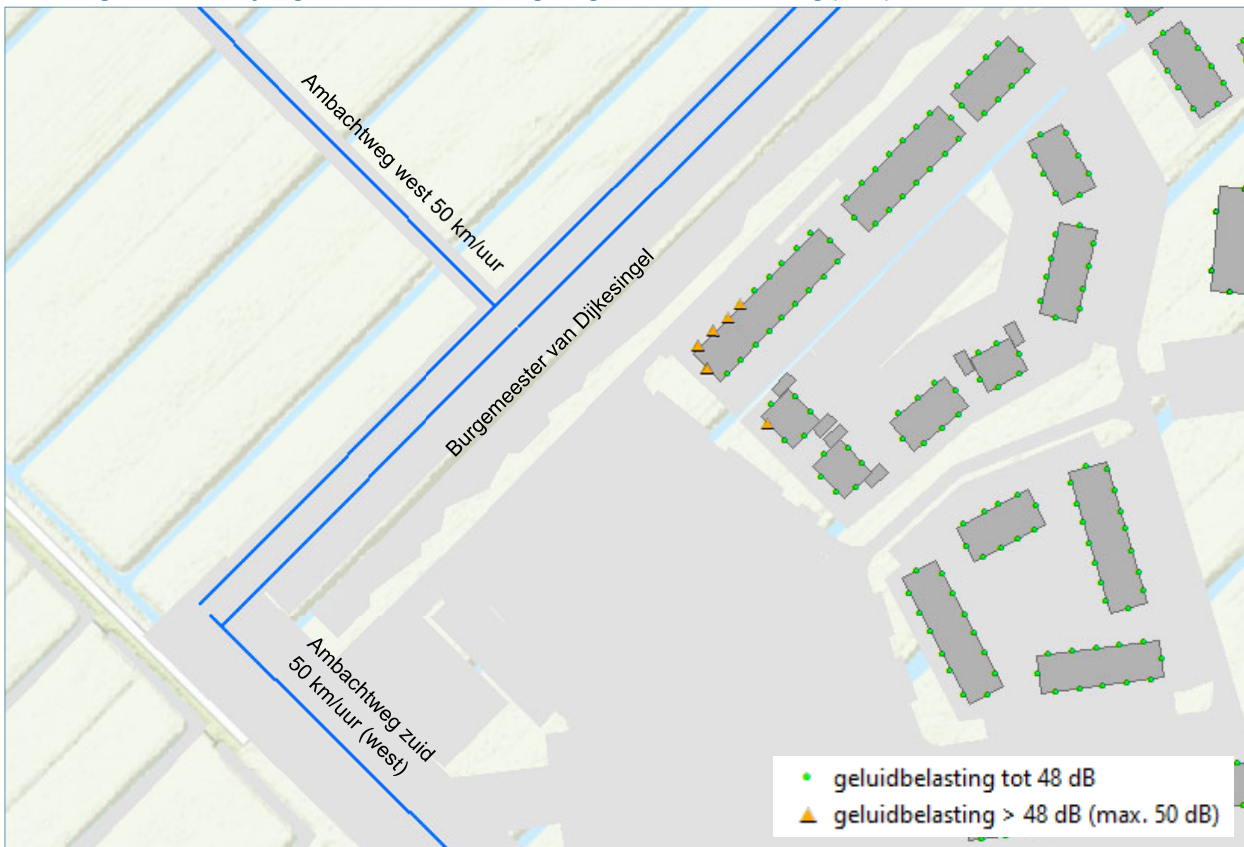 Ambachtweg west 50 km/uur
Burgemeester van Dijkesingel
Ambachtweg zuid
50 km/uur (west)
geluidbelasting tot 48 dB
geluidbelasting > 48 dB (max. 50 dB)